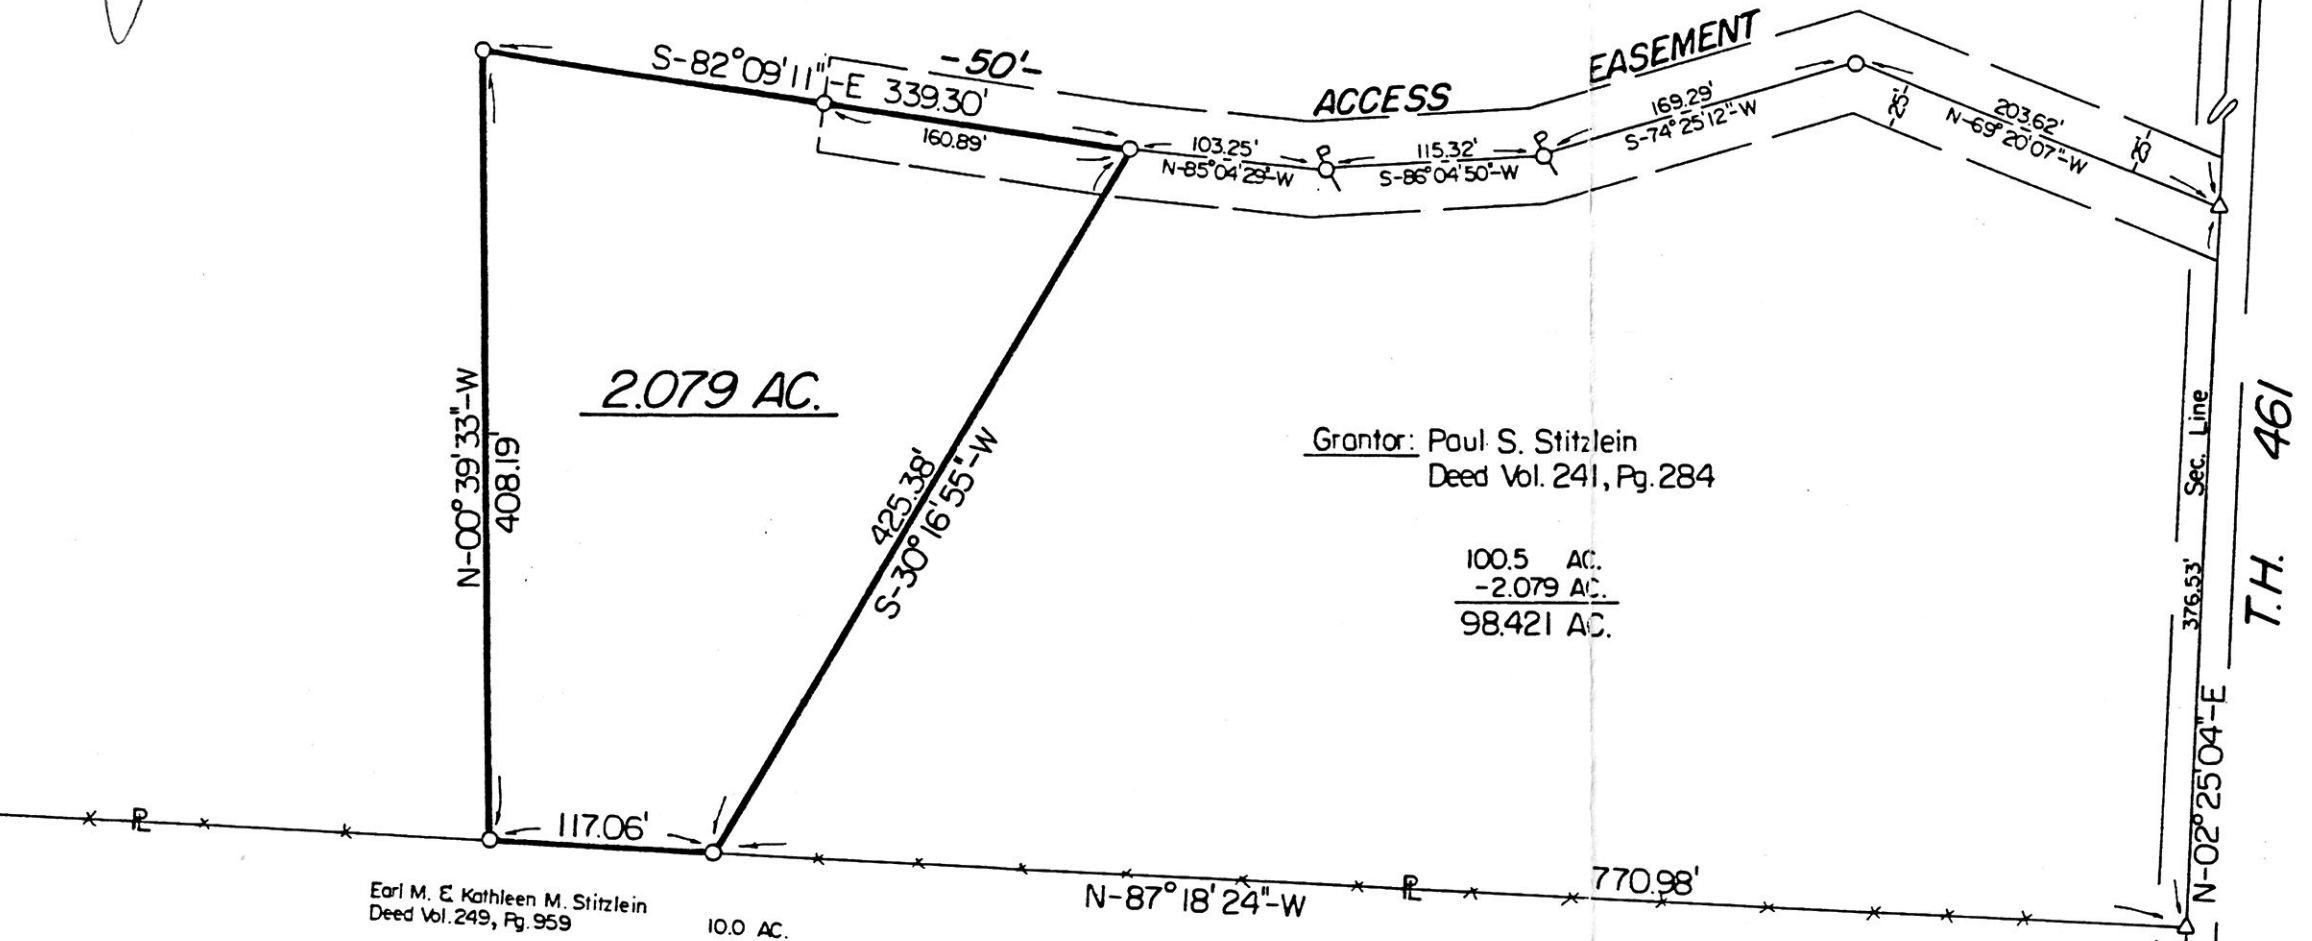 S-82°09'11"-E 339.30'
-50'-
160.89'
ACCESS
EASEMENT
103.25'
N-85°04'29"-W
115.32'
S-86°04'50"-W
169.29'
S-74°25'12"-W
-25'-
203.62'
N-69°20'07"-W
-25'-
N-00°39'33"-W
408.19
2.079 AC.
425.38'
S-30°16'55"-W
Grantor: Paul S. Stitzlein
Deed Vol. 241, Pg. 284
100.5 AC.
-2.079 AC.
98.421 AC.
376.53' Sec. Line
T.H. 461
N-02°25'04"-E
PL
117.06'
PL
770.98'
N-87°18'24"-W
Earl M. & Kathleen M. Stitzlein
Deed Vol. 249, Pg. 959
10.0 AC.